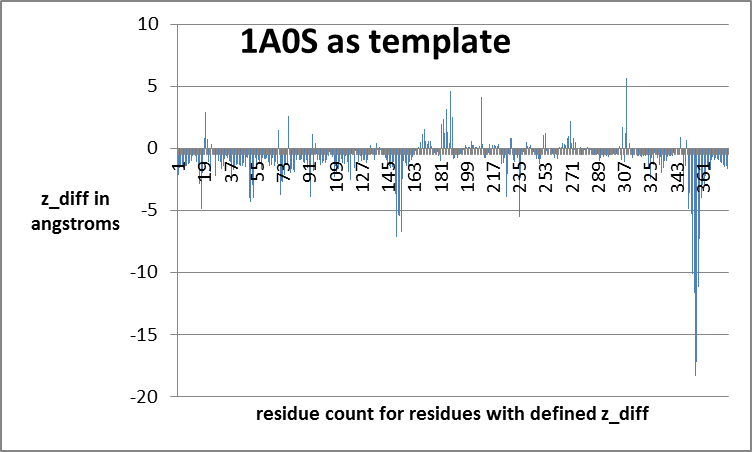 1A0S as template
10
5
0
-5
-10
-15
-20
z_diff in
angstroms
1 19 37 55 73 91 109 127 145 163 181 199 217 235 253 271 289 307 325 343 361
residue count for residues with defined z_diff